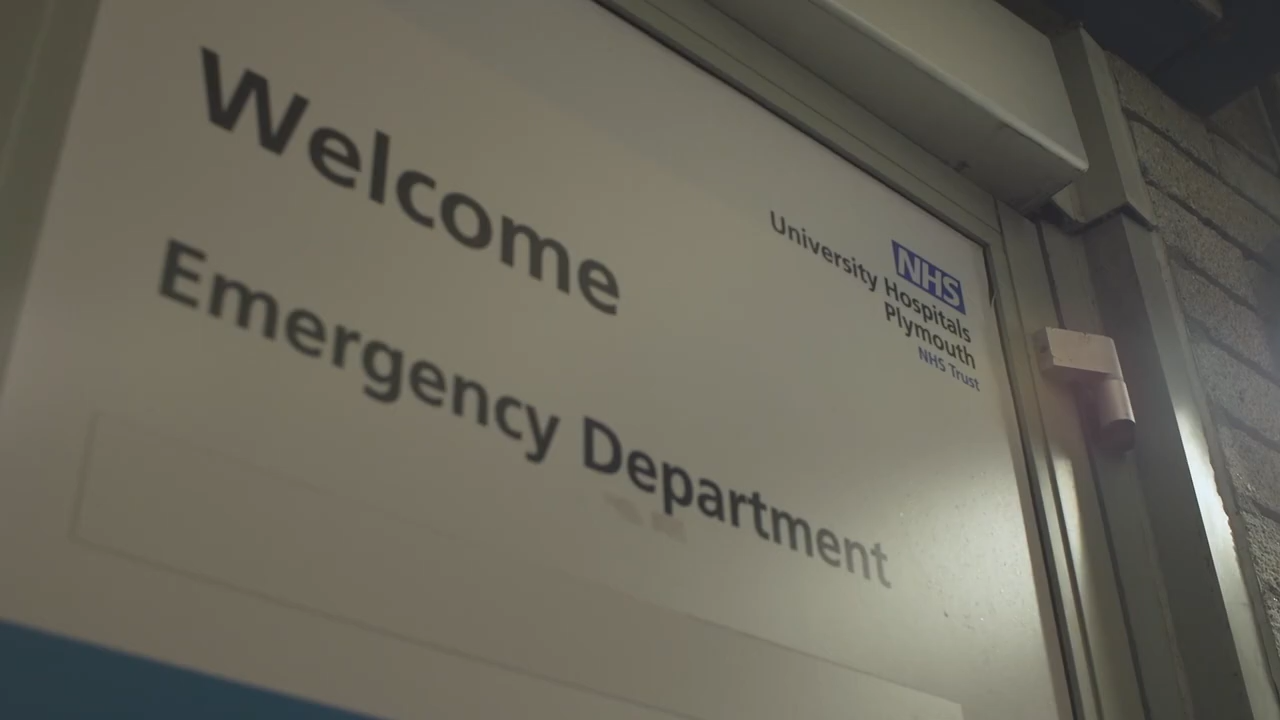 Welcome
Emergency Department
NHS
University Hospitals
Plymouth
NHS Trust